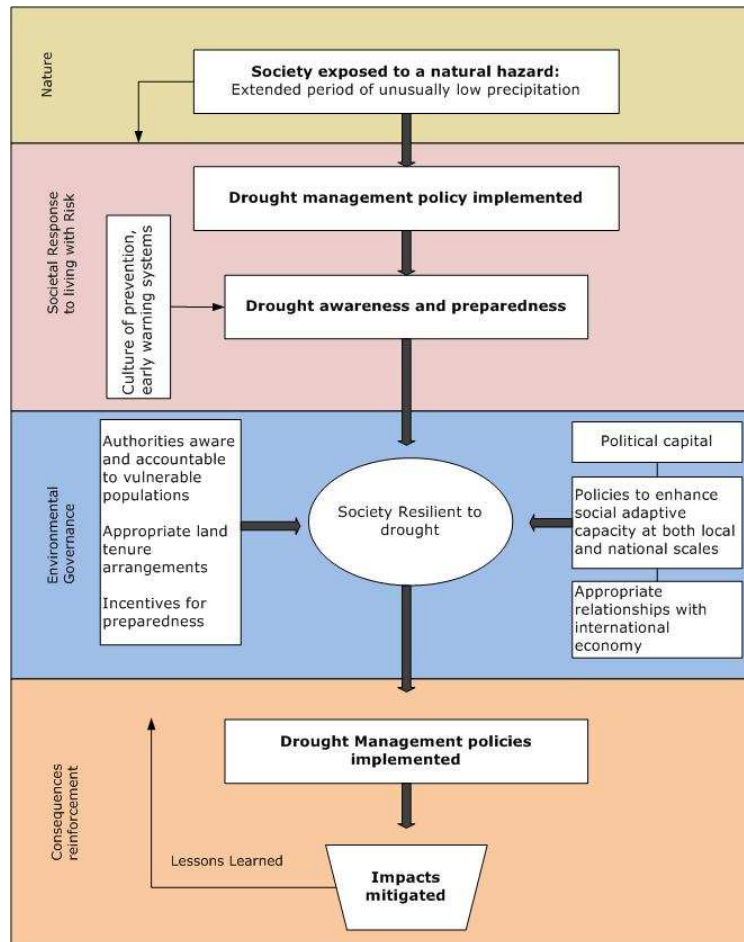 Nature
Society exposed to a natural hazard:
Extended period of unusually low precipitation
Societal Response
to living with Risk
Drought management policy implemented
Culture of prevention,
early warning systems
Drought awareness and preparedness
Environmental
Governance
Authorities aware
and accountable
to vulnerable
populations
Appropriate land
tenure
arrangements
Incentives for
preparedness
Society Resilient to
drought
Political capital
Policies to enhance
social adaptive
capacity at both local
and national scales
Appropriate
relationships with
international
economy
Consequences
reinforcement
Drought Management policies
implemented
Lessons Learned
Impacts
mitigated